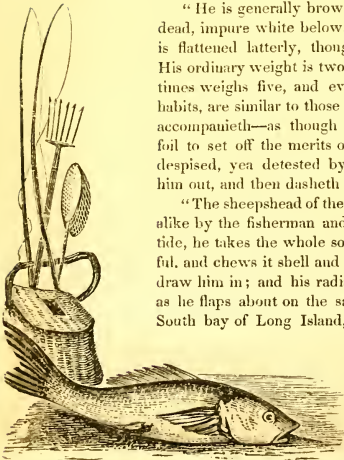 “ He is generally brow
dead, impure white below
is flattened latterly, thoug
His ordinary weight is two
times weighs five, and ev
habits, are similar to those
accompanieth—as though
foil to set off the merits o
despised, yea detested by
him out, and then dasheth
“ The sheepshead of the
alike by the fisherman and
tide, he takes the whole so
ful. and chews it shell and
draw him in; and his radi
as he flaps about on the sa
South bay of Long Island,